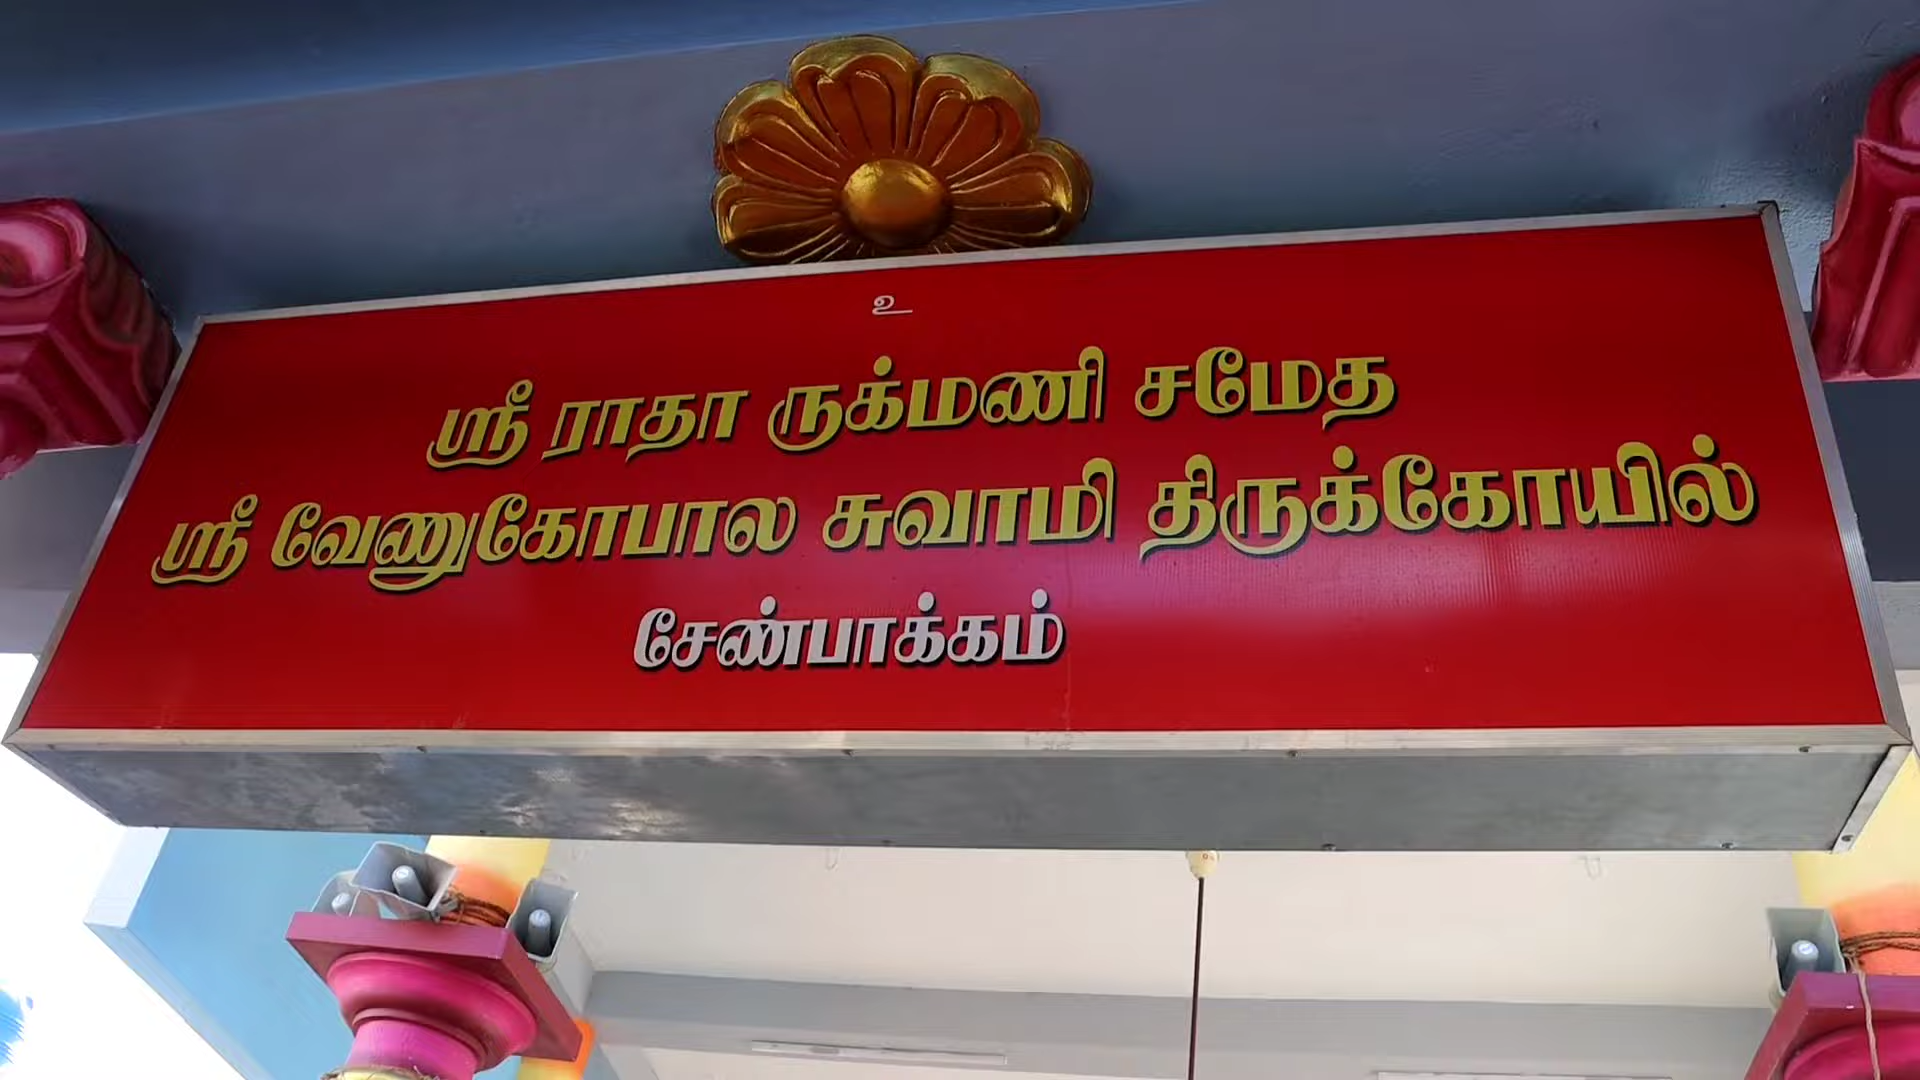 உ
ஸ்ரீ ராதா ருக்மணி சமேத
ஸ்ரீ வேணுகோபால சுவாமி திருக்கோயில்
சேண்பாக்கம்